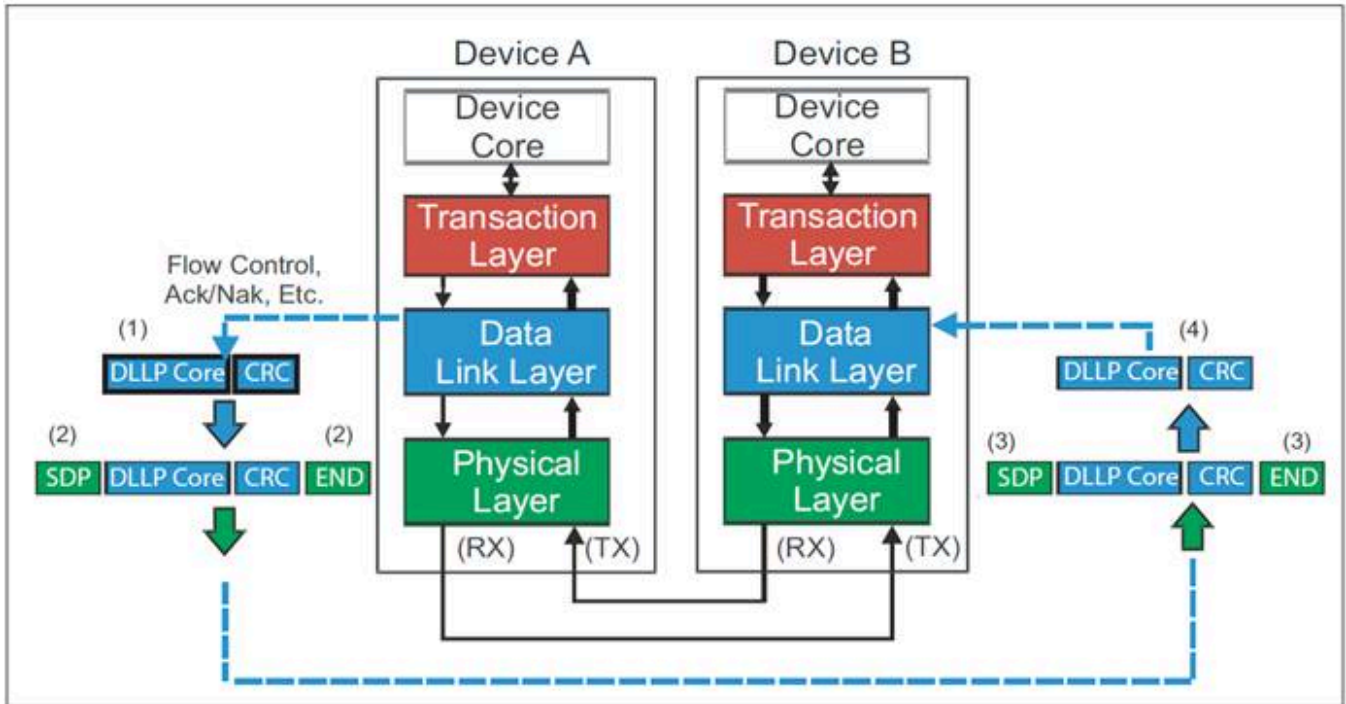 Device A
Device B
Device
Core
Device
Core
Transaction
Layer
Transaction
Layer
Flow Control,
Ack/Nak, Etc.
(1)
DLLP Core CRC
Data
Link Layer
Data
Link Layer
(4)
DLLP Core CRC
(2) (2)
SDP DLLP Core CRC END
Physical
Layer
Physical
Layer
(3) (3)
SDP DLLP Core CRC END
(RX) (TX)
(RX) (TX)